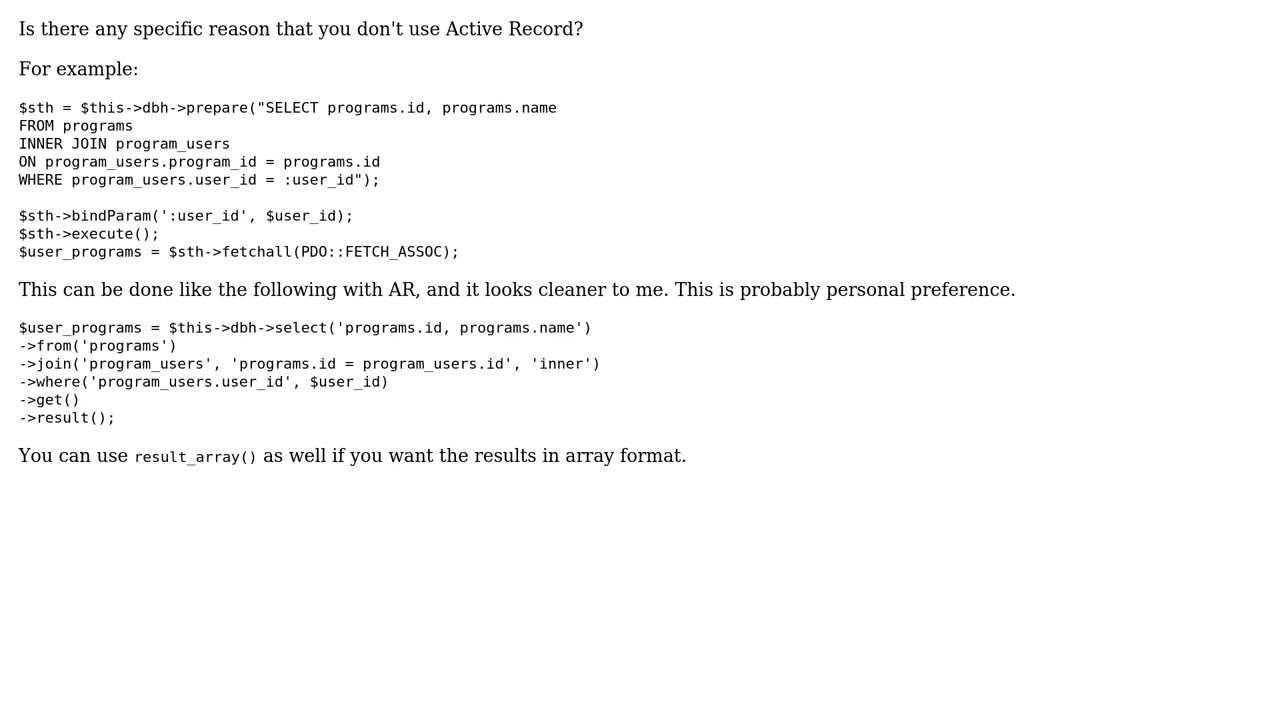 Is there any specific reason that you don't use Active Record?
For example:
$sth = $this->dbh->prepare("SELECT programs.id, programs.name
FROM programs
INNER JOIN program_users
ON program_users.program_id = programs.id
WHERE program_users.user_id = :user_id");
$sth->bindParam(':user_id', $user_id);
$sth->execute();
$user_programs = $sth->fetchall(PDO::FETCH_ASSOC);
This can be done like the following with AR, and it looks cleaner to me. This is probably personal preference.
$user_programs = $this->dbh->select('programs.id, programs.name')
->from('programs')
->join('program_users', 'programs.id = program_users.id', 'inner')
->where('program_users.user_id', $user_id)
->get()
->result();
You can use result_array() as well if you want the results in array format.